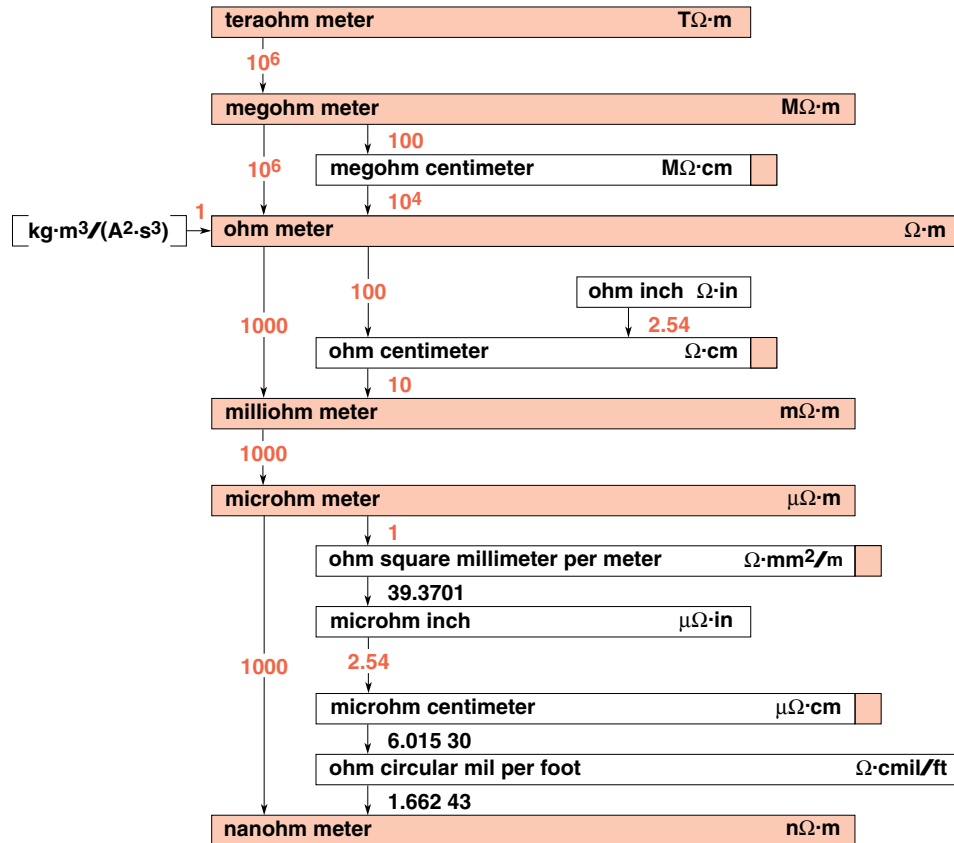 teraohm meter TΩ·m
10⁶
megohm meter MΩ·m
100
megohm centimeter MΩ·cm
10⁶
10⁴
1
[kg·m³/(A²·s³)]
ohm meter Ω·m
ohm inch Ω·in
100
1000
2.54
ohm centimeter Ω·cm
10
milliohm meter mΩ·m
1000
microhm meter μΩ·m
1
ohm square millimeter per meter Ω·mm²/m
39.3701
microhm inch μΩ·in
1000
2.54
microhm centimeter μΩ·cm
6.015 30
ohm circular mil per foot Ω·cmil/ft
1.662 43
nanohm meter nΩ·m